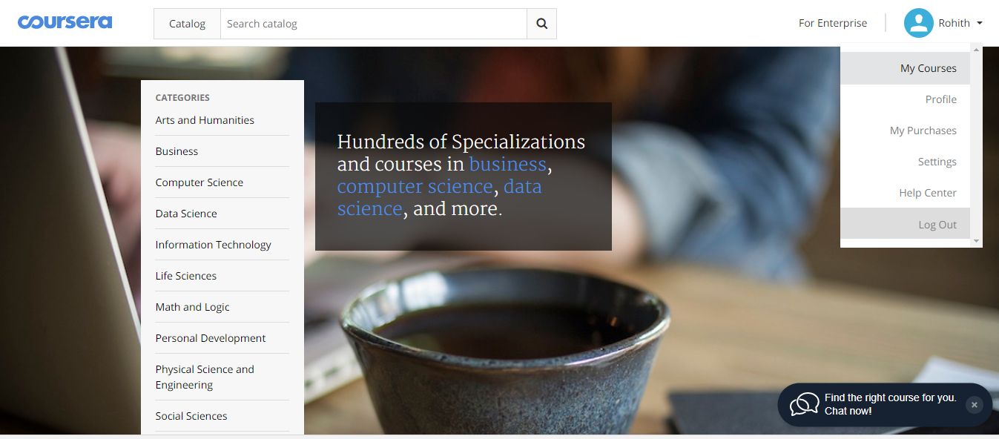 coursera
Catalog
Search catalog
For Enterprise
Rohith
My Courses
Profile
My Purchases
Settings
Help Center
Log Out
CATEGORIES
Arts and Humanities
Business
Computer Science
Data Science
Information Technology
Life Sciences
Math and Logic
Personal Development
Physical Science and
Engineering
Social Sciences
Hundreds of Specializations
and courses in business,
computer science, data
science, and more.
Find the right course for you.
Chat now!